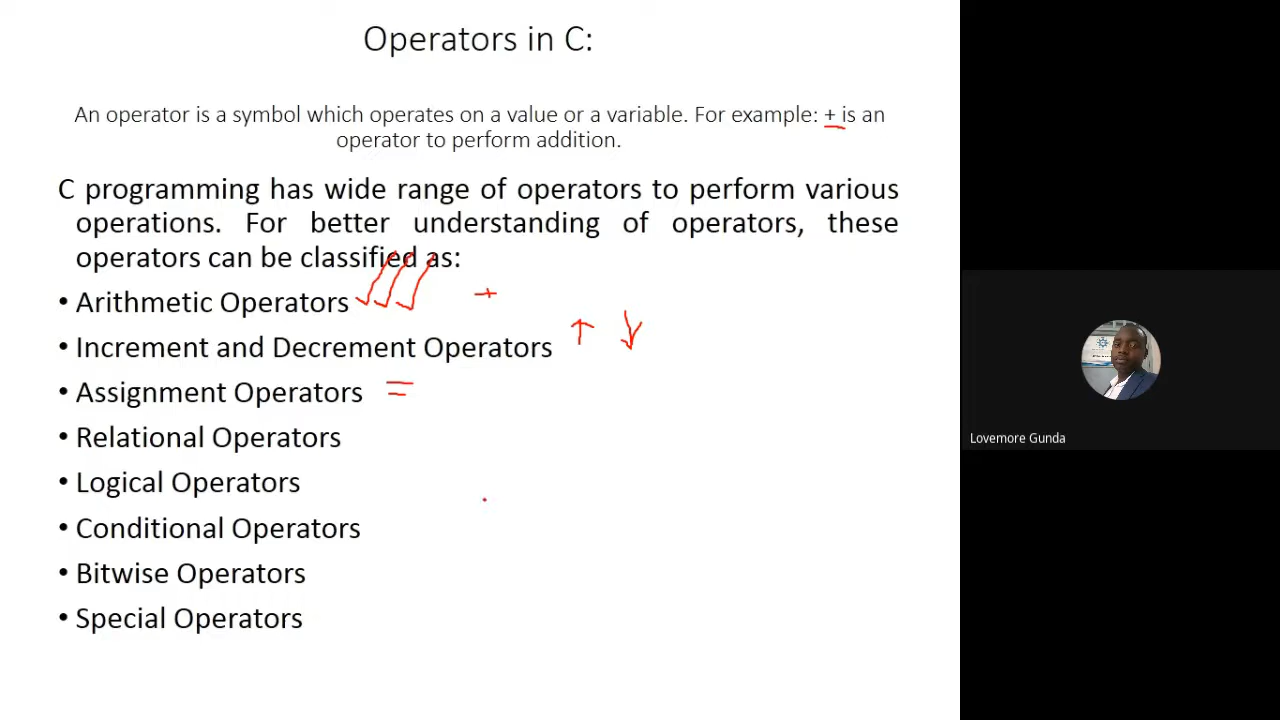 Operators in C:
An operator is a symbol which operates on a value or a variable. For example: + is an
operator to perform addition.
C programming has wide range of operators to perform various
operations. For better understanding of operators, these
operators can be classified as:
• Arithmetic Operators +
• Increment and Decrement Operators ↑ ↓
• Assignment Operators =
• Relational Operators
• Logical Operators
• Conditional Operators
• Bitwise Operators
• Special Operators
Lovemore Gunda